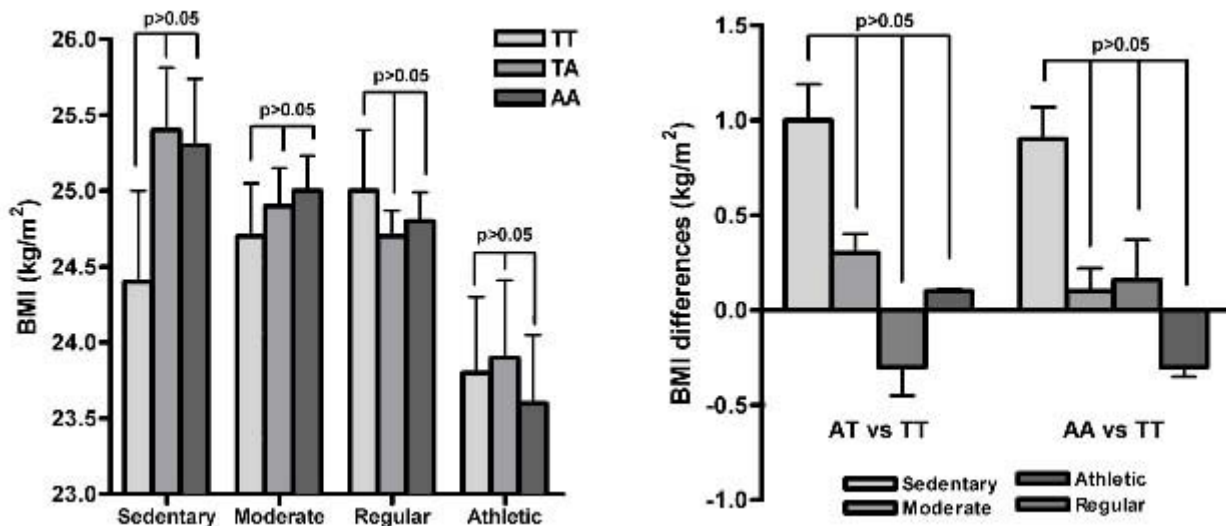 26.0
25.5
25.0
24.5
24.0
23.5
23.0
BMI (kg/m²)
p>0.05
p>0.05
p>0.05
p>0.05
TT
TA
AA
Sedentary Moderate Regular Athletic
1.5
1.0
0.5
0.0
-0.5
-1.0
BMI differences (kg/m²)
p>0.05
p>0.05
AT vs TT
AA vs TT
Sedentary
Athletic
Moderate
Regular